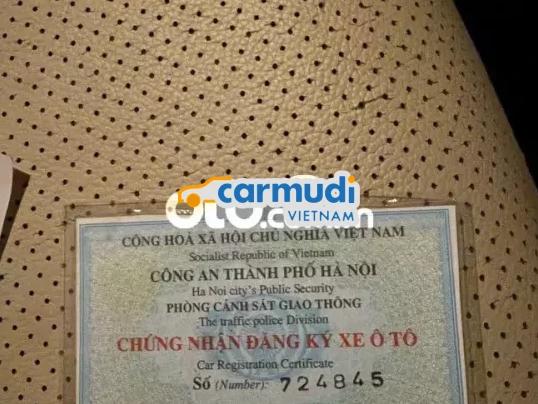 carmudi
VIETNAM
CÔNG HOÀ XÃ HỘI CHỦ NGHĨA VIỆT NAM
Socialist Republic of Vietnam
CÔNG AN THÀNH PHỐ HÀ NỘI
Ha Noi city's Public Security
PHÒNG CẢNH SÁT GIAO THÔNG
The traffic police Division
CHỨNG NHẬN ĐĂNG KÝ XE Ô TÔ
Car Registration Certificate
Số (Number): 724845